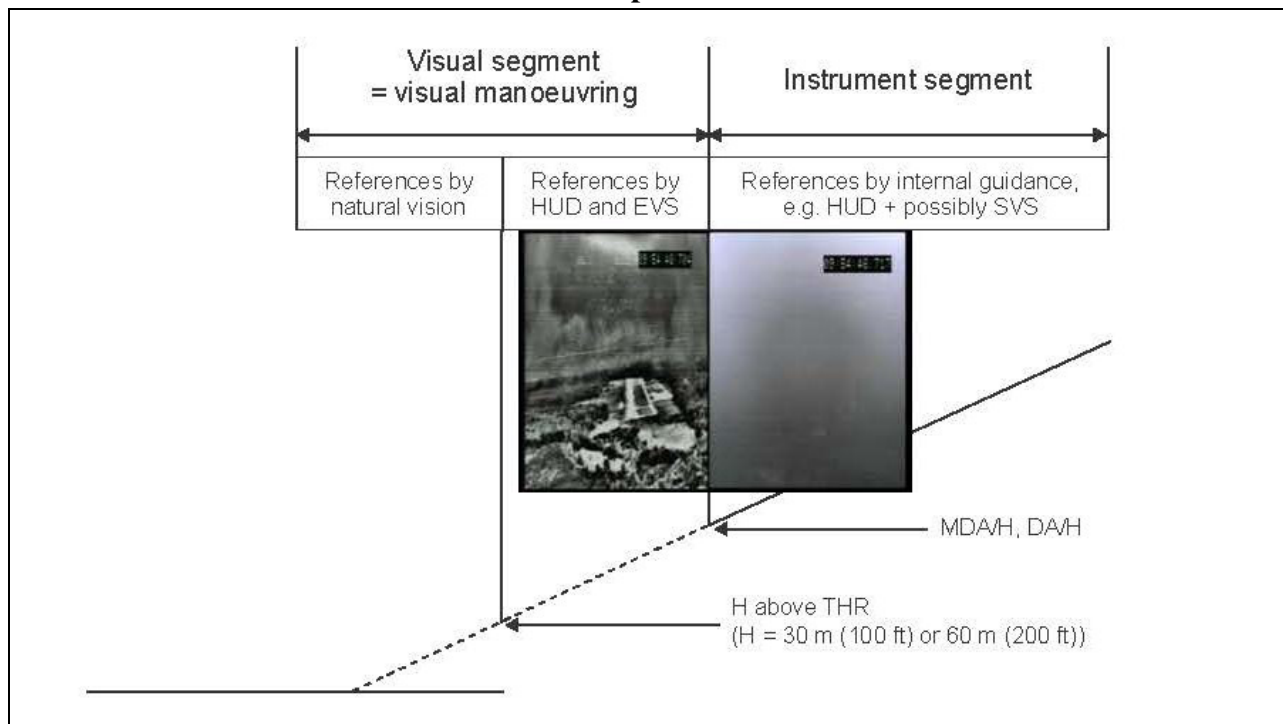 Visual segment
= visual manoeuvring
Instrument segment
References by
natural vision
References by
HUD and EVS
References by internal guidance,
e.g. HUD + possibly SVS
MDA/H, DA/H
H above THR
(H = 30 m (100 ft) or 60 m (200 ft))